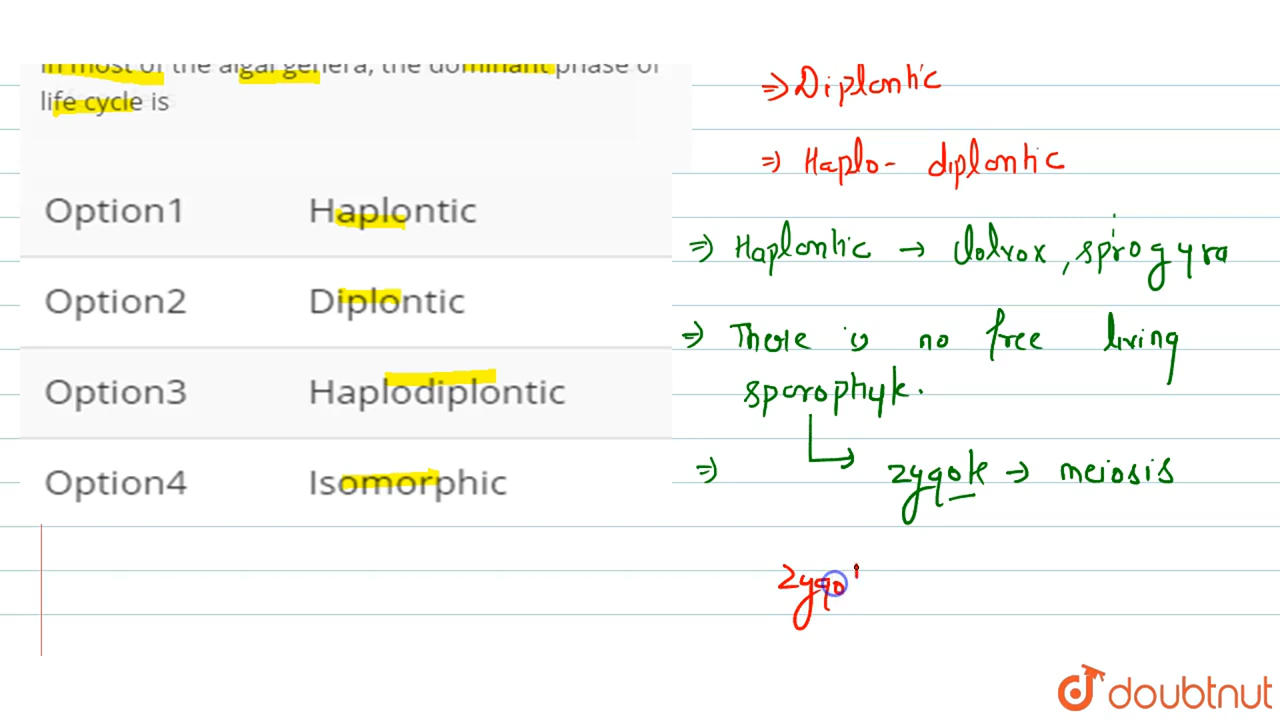 In most of the algal genera, the dominant phase of
life cycle is
Option1 Haplontic
Option2 Diplontic
Option3 Haplodiplontic
Option4 Isomorphic
⇒ Diplontic
⇒ Haplo- diplontic
⇒ Haplontic → Volvox, spirogyra
⇒ There is no free living
sporophyte.
⇒ zygote → meiosis
zygo
doubtnut